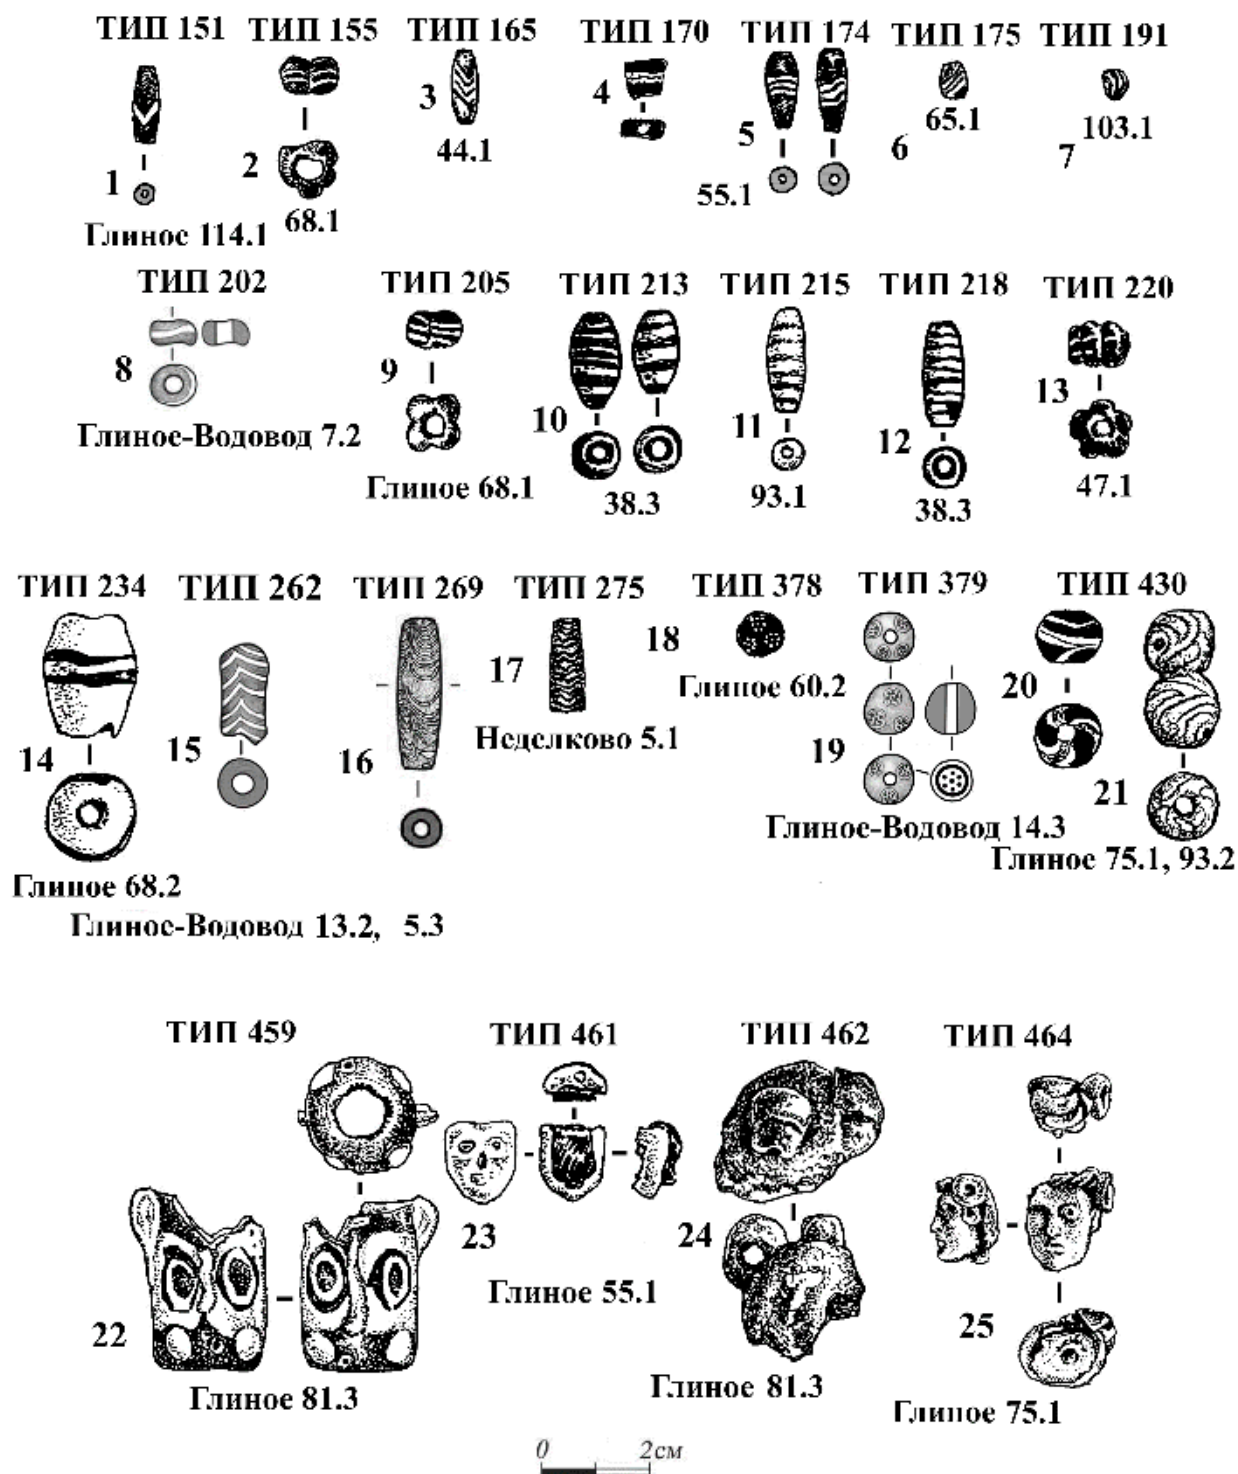 ТИП 151 ТИП 155 ТИП 165 ТИП 170 ТИП 174 ТИП 175 ТИП 191
1 2 3 4 5 6 7
Глиное 114.1 68.1 44.1 55.1 65.1 103.1
ТИП 202 ТИП 205 ТИП 213 ТИП 215 ТИП 218 ТИП 220
8 9 10 11 12 13
Глиное-Водовод 7.2 Глиное 68.1 38.3 93.1 38.3 47.1
ТИП 234 ТИП 262 ТИП 269 ТИП 275 ТИП 378 ТИП 379 ТИП 430
14 15 16 17 18 19 20 21
Неделково 5.1 Глиное 60.2
Глиное-Водовод 14.3
Глиное 75.1, 93.2
Глиное 68.2
Глиное-Водовод 13.2, 5.3
ТИП 459 ТИП 461 ТИП 462 ТИП 464
22 23 24 25
Глиное 81.3 Глиное 55.1 Глиное 81.3 Глиное 75.1
0 2см